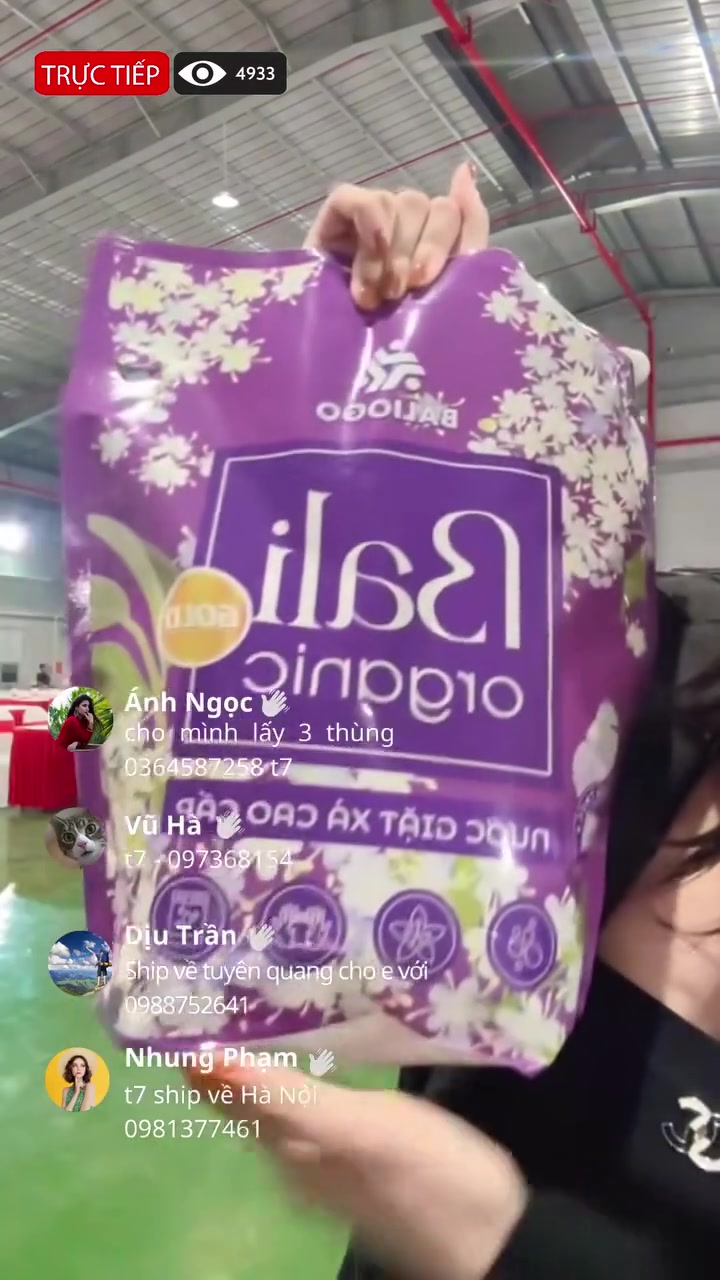 TRỰC TIẾP 4933
BALIOGO
Bali
organic
GOLD
NƯỚC GIẶT XẢ CAO CẤP
Ánh Ngọc
cho mình lấy 3 thùng
0364587258 t7
Vũ Hà
t7 - 097368154
Dịu Trần
Ship về tuyên quang cho e với
0988752641
Nhung Phạm
t7 ship về Hà Nội
0981377461